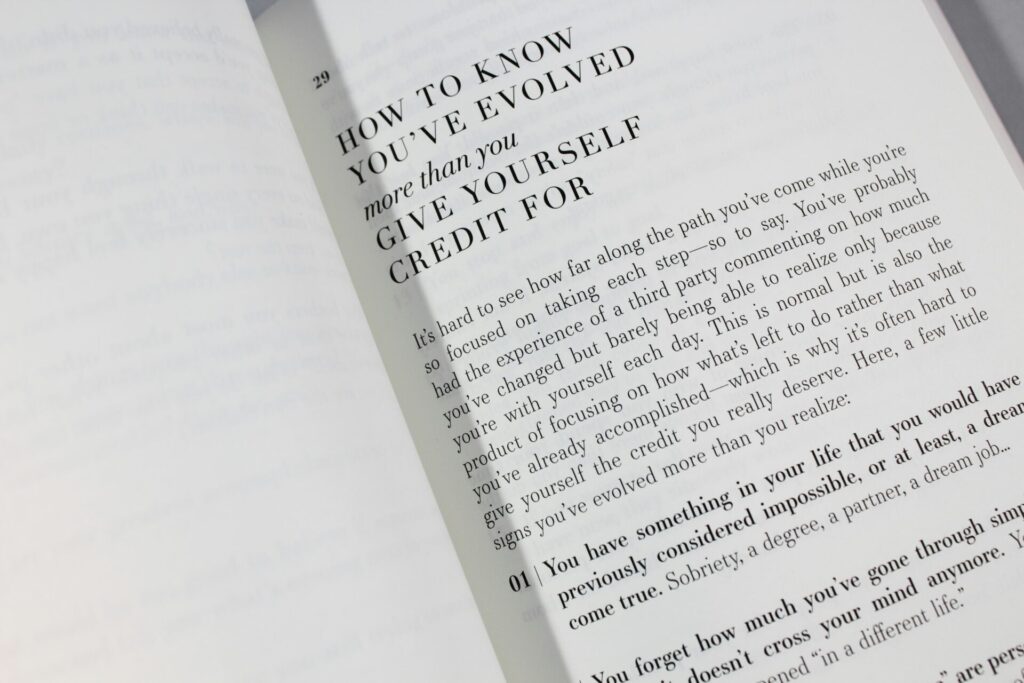 29
HOW TO KNOW
YOU'VE EVOLVED
more than you
GIVE YOURSELF
CREDIT FOR
It's hard to see how far along the path you've come while you're
so focused on taking each step—so to say. You've probably
had the experience of a third party commenting on how much
you've changed but barely being able to realize only because
you're with yourself each day. This is normal but is also the
product of focusing on how what's left to do rather than what
you've already accomplished—which is why it's often hard to
give yourself the credit you really deserve. Here, a few little
signs you've evolved more than you realize:
01 | You have something in your life that you would have
previously considered impossible, or at least, a dream
come true. Sobriety, a degree, a partner, a dream job...
You forget how much you've gone through
doesn't cross your mind anymore.
"in a different life."
are